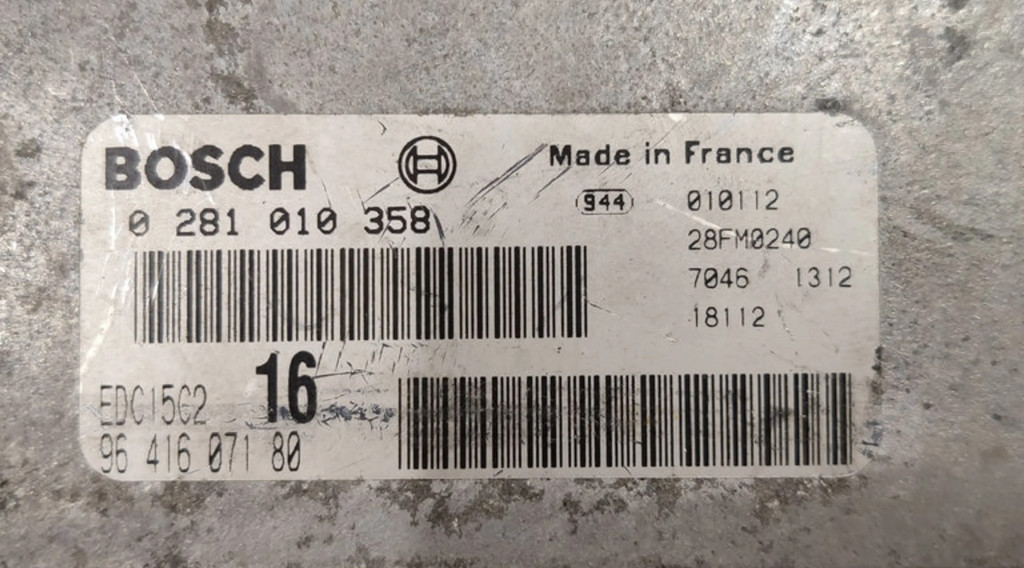 BOSCH
Made in France
0 281 010 358
944 010112
28FM0240
7046 1312
18112
16
EDC15C2
96 416 071 80